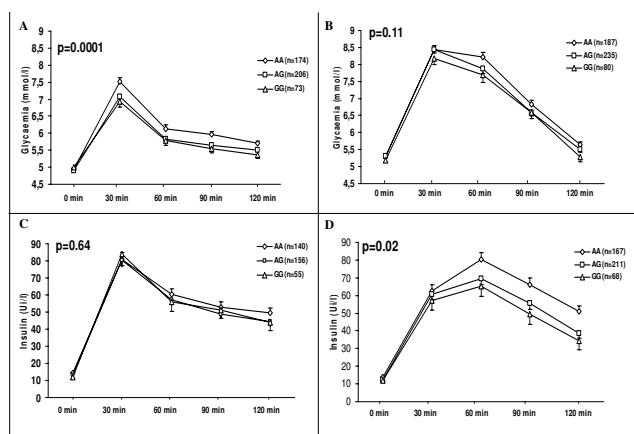 A
p=0.0001
AA (n=174)
AG (n=206)
GG (n=73)
Glycaemia (mmol/l)
9
8,5
8
7,5
7
6,5
6
5,5
5
4,5
0 min 30 min 60 min 90 min 120 min
B
p=0.11
AA (n=187)
AG (n=235)
GG (n=80)
Glycaemia (mmol/l)
9
8,5
8
7,5
7
6,5
6
5,5
5
4,5
0 min 30 min 60 min 90 min 120 min
C
p=0.64
AA (n=140)
AG (n=156)
GG (n=55)
Insulin (Ui/l)
90
80
70
60
50
40
30
20
10
0
0 min 30 min 60 min 90 min 120 min
D
p=0.02
AA (n=167)
AG (n=211)
GG (n=68)
Insulin (Ui/l)
90
80
70
60
50
40
30
20
10
0
0 min 30 min 60 min 90 min 120 min